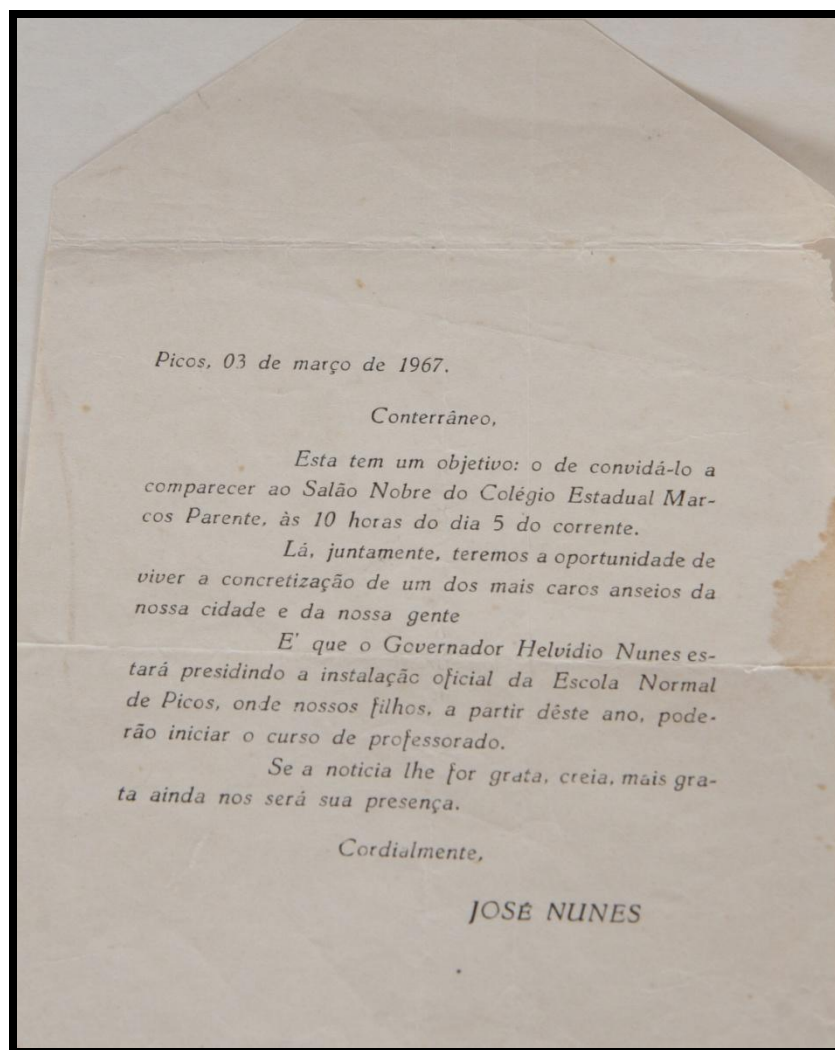 Picos, 03 de março de 1967.
Conterrâneo,
Esta tem um objetivo: o de convidá-lo a
comparecer ao Salão Nobre do Colégio Estadual Mar-
cos Parente, às 10 horas do dia 5 do corrente.
Lá, juntamente, teremos a oportunidade de
viver a concretização de um dos mais caros anseios da
nossa cidade e da nossa gente
E' que o Governador Helvídio Nunes es-
tará presidindo a instalação oficial da Escola Normal
de Picos, onde nossos filhos, a partir dêste ano, pode-
rão iniciar o curso de professorado.
Se a noticia lhe for grata, creia, mais gra-
ta ainda nos será sua presença.
Cordialmente,
JOSÉ NUNES